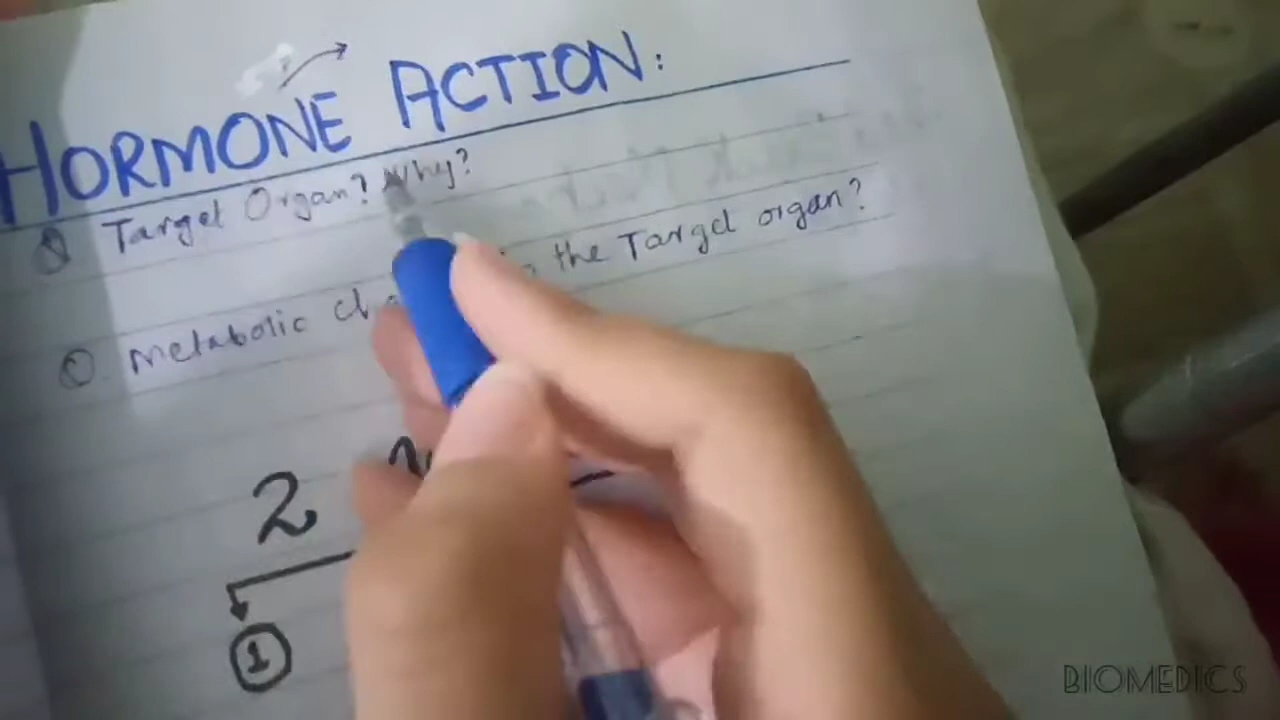 HORMONE ACTION:
Target Organ? Why?
Metabolic the Target organ?
2
1
BIOMEDICS